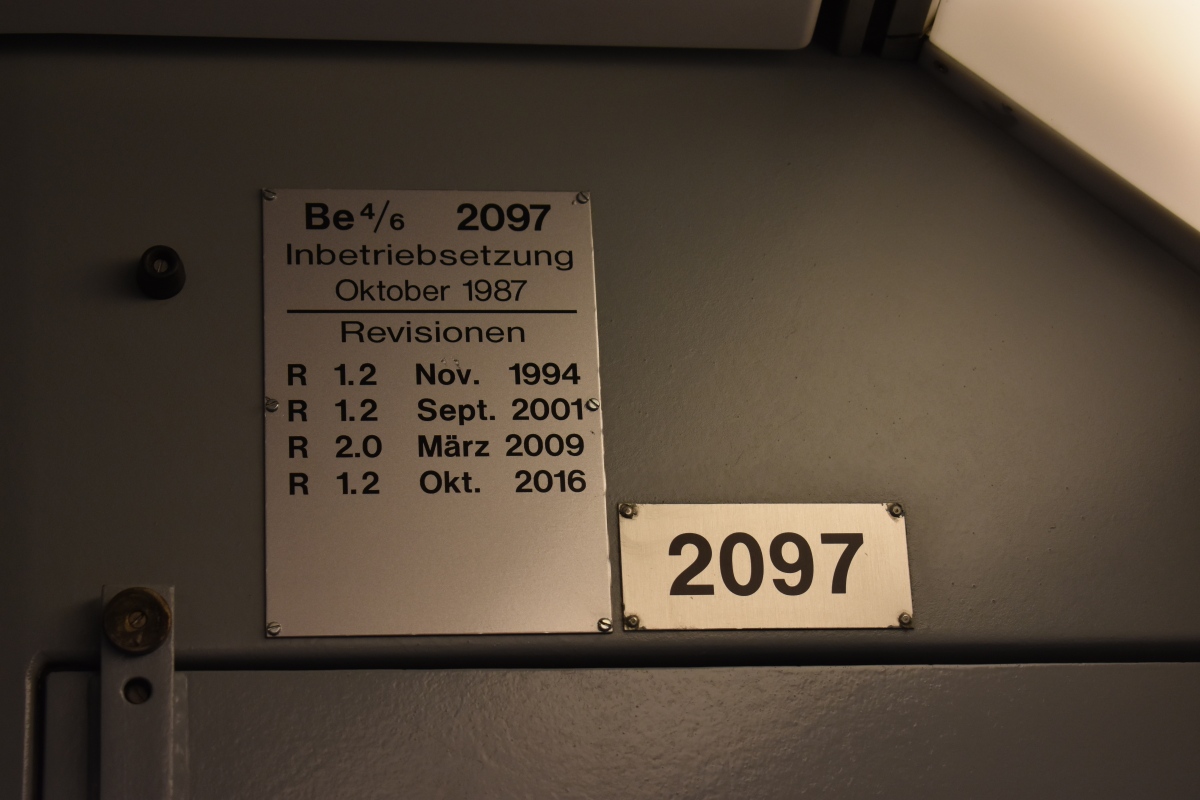 Be 4/6 2097
Inbetriebsetzung
Oktober 1987
Revisionen
R 1.2 Nov. 1994
R 1.2 Sept. 2001
R 2.0 März 2009
R 1.2 Okt. 2016
2097